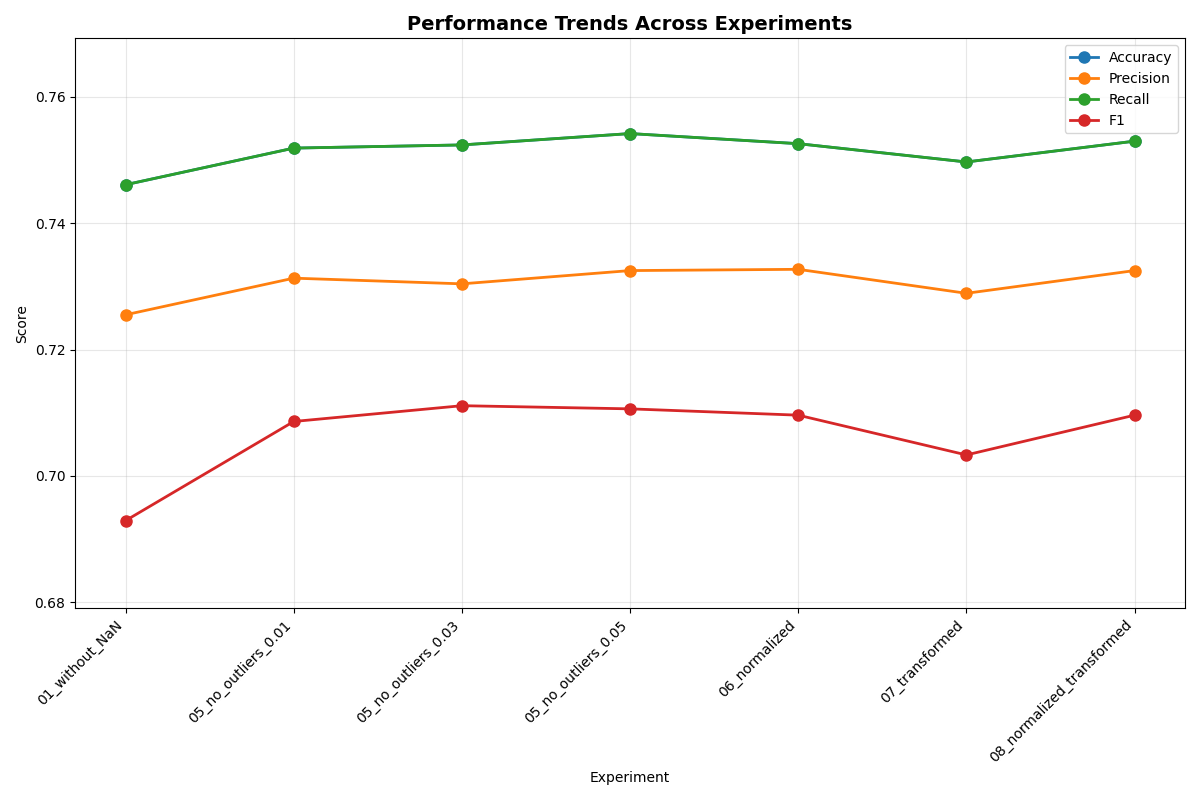 Performance Trends Across Experiments
Accuracy
Precision
Recall
F1
0.76
0.74
0.72
0.70
0.68
Score
01_without_NaN
05_no_outliers_0.01
05_no_outliers_0.03
05_no_outliers_0.05
06_normalized
07_transformed
08_normalized_transformed
Experiment